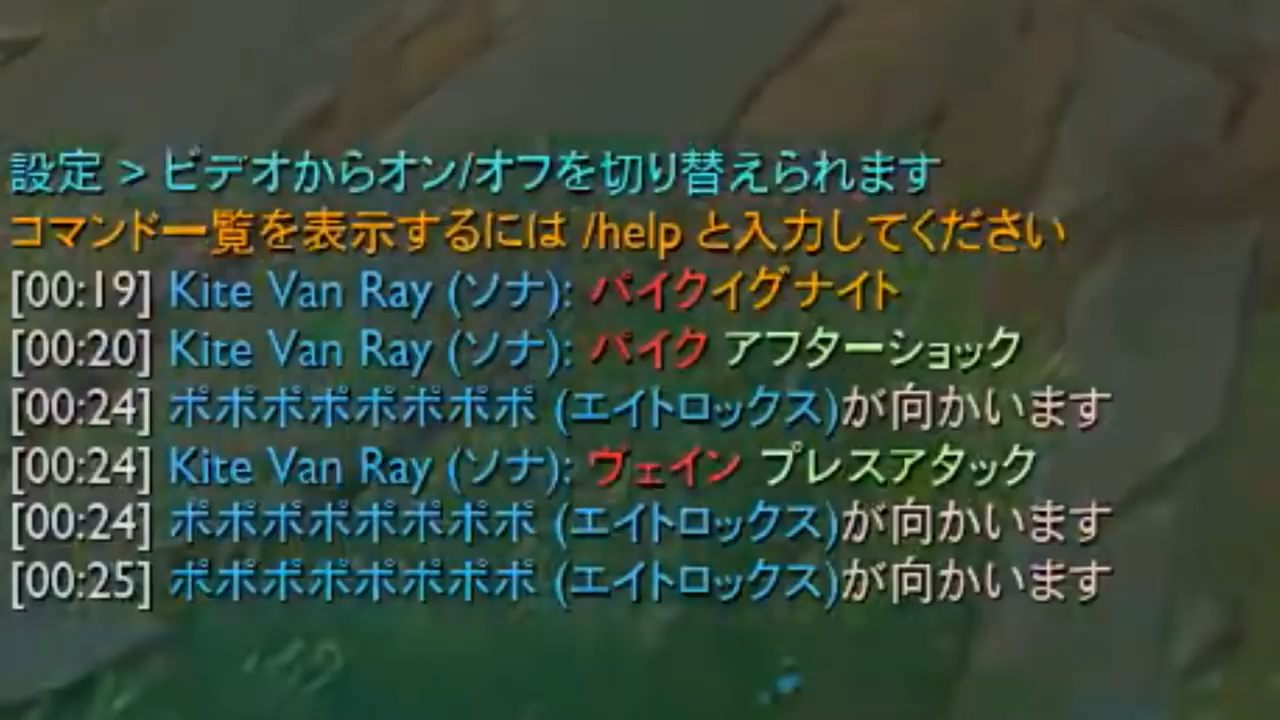 設定 > ビデオからオン/オフを切り替えられます
コマンド一覧を表示するには /help と入力してください
[00:19] Kite Van Ray (ソナ): パイクイグナイト
[00:20] Kite Van Ray (ソナ): パイク アフターショック
[00:24] ポポポポポポポポ (エイトロックス)が向かいます
[00:24] Kite Van Ray (ソナ): ヴェイン プレスアタック
[00:24] ポポポポポポポポ (エイトロックス)が向かいます
[00:25] ポポポポポポポポ (エイトロックス)が向かいます